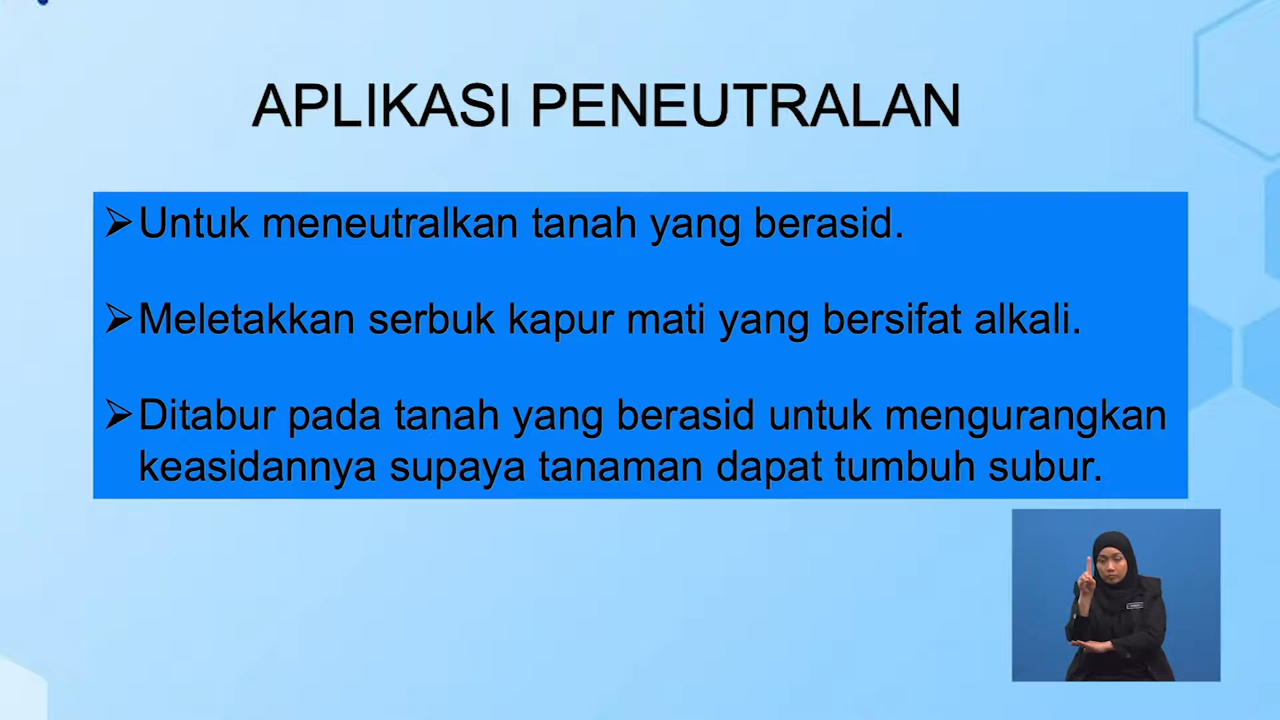 APLIKASI PENEUTRALAN
➢Untuk meneutralkan tanah yang berasid.
➢Meletakkan serbuk kapur mati yang bersifat alkali.
➢Ditabur pada tanah yang berasid untuk mengurangkan
keasidannya supaya tanaman dapat tumbuh subur.